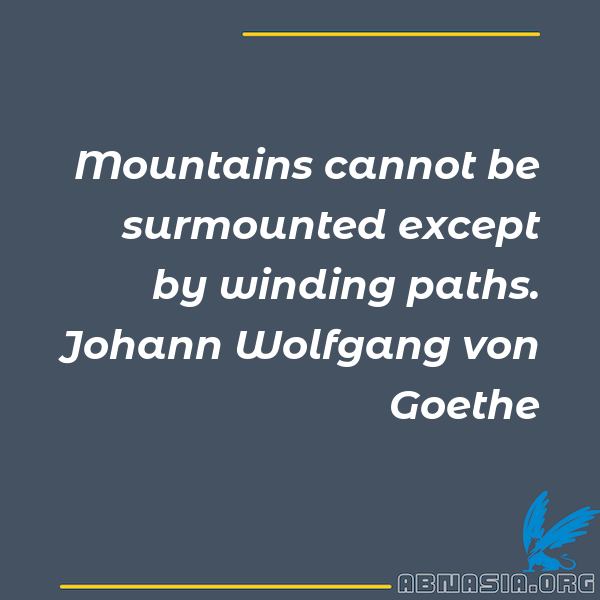 Mountains cannot be
surmounted except
by winding paths.
Johann Wolfgang von
Goethe
ABNASIA.ORG